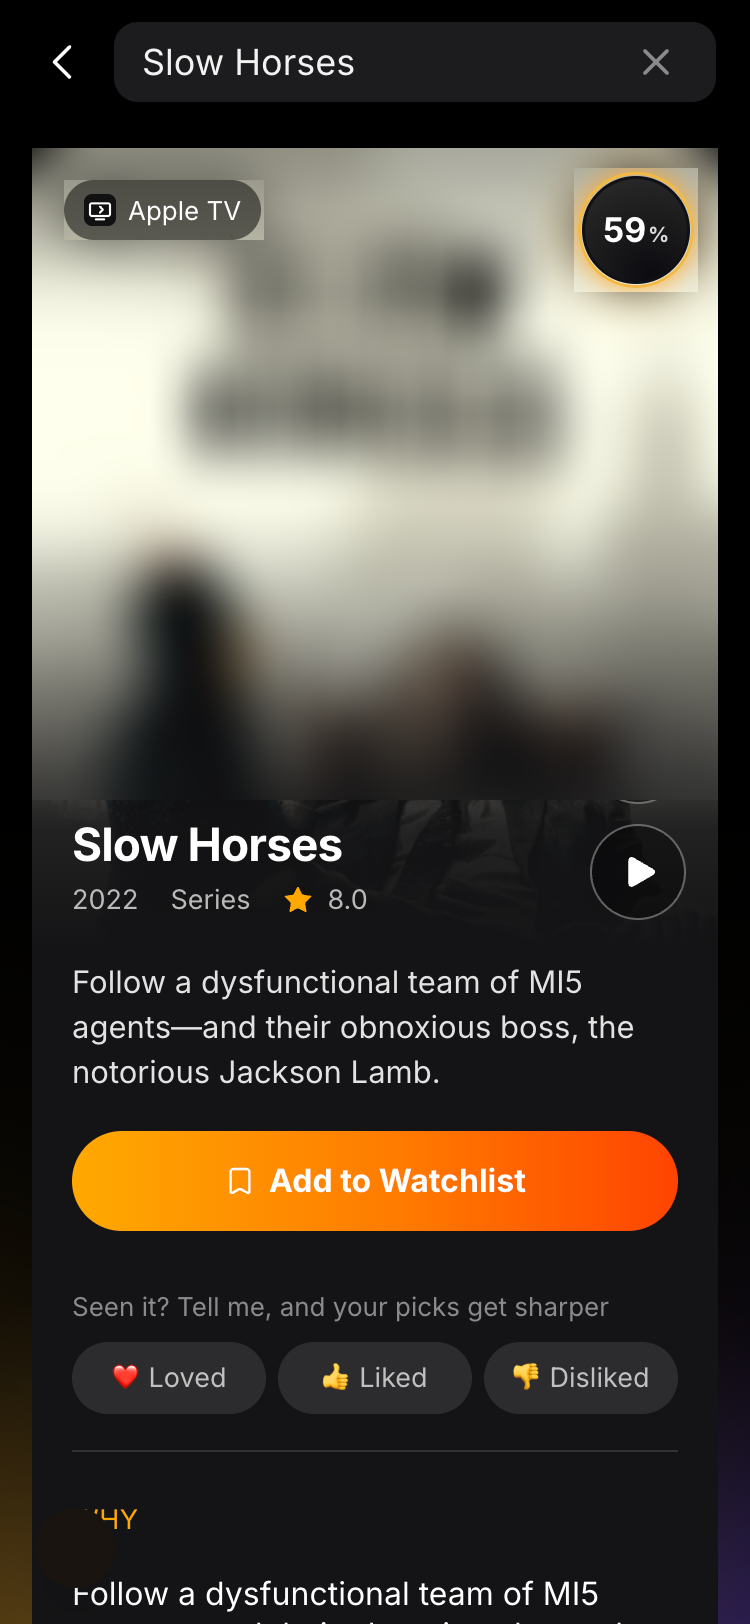 Slow Horses
Apple TV
59%
Slow Horses
2022 Series 8.0
Follow a dysfunctional team of MI5
agents—and their obnoxious boss, the
notorious Jackson Lamb.
Add to Watchlist
Seen it? Tell me, and your picks get sharper
Loved
Liked
Disliked
WHY
Follow a dysfunctional team of MI5